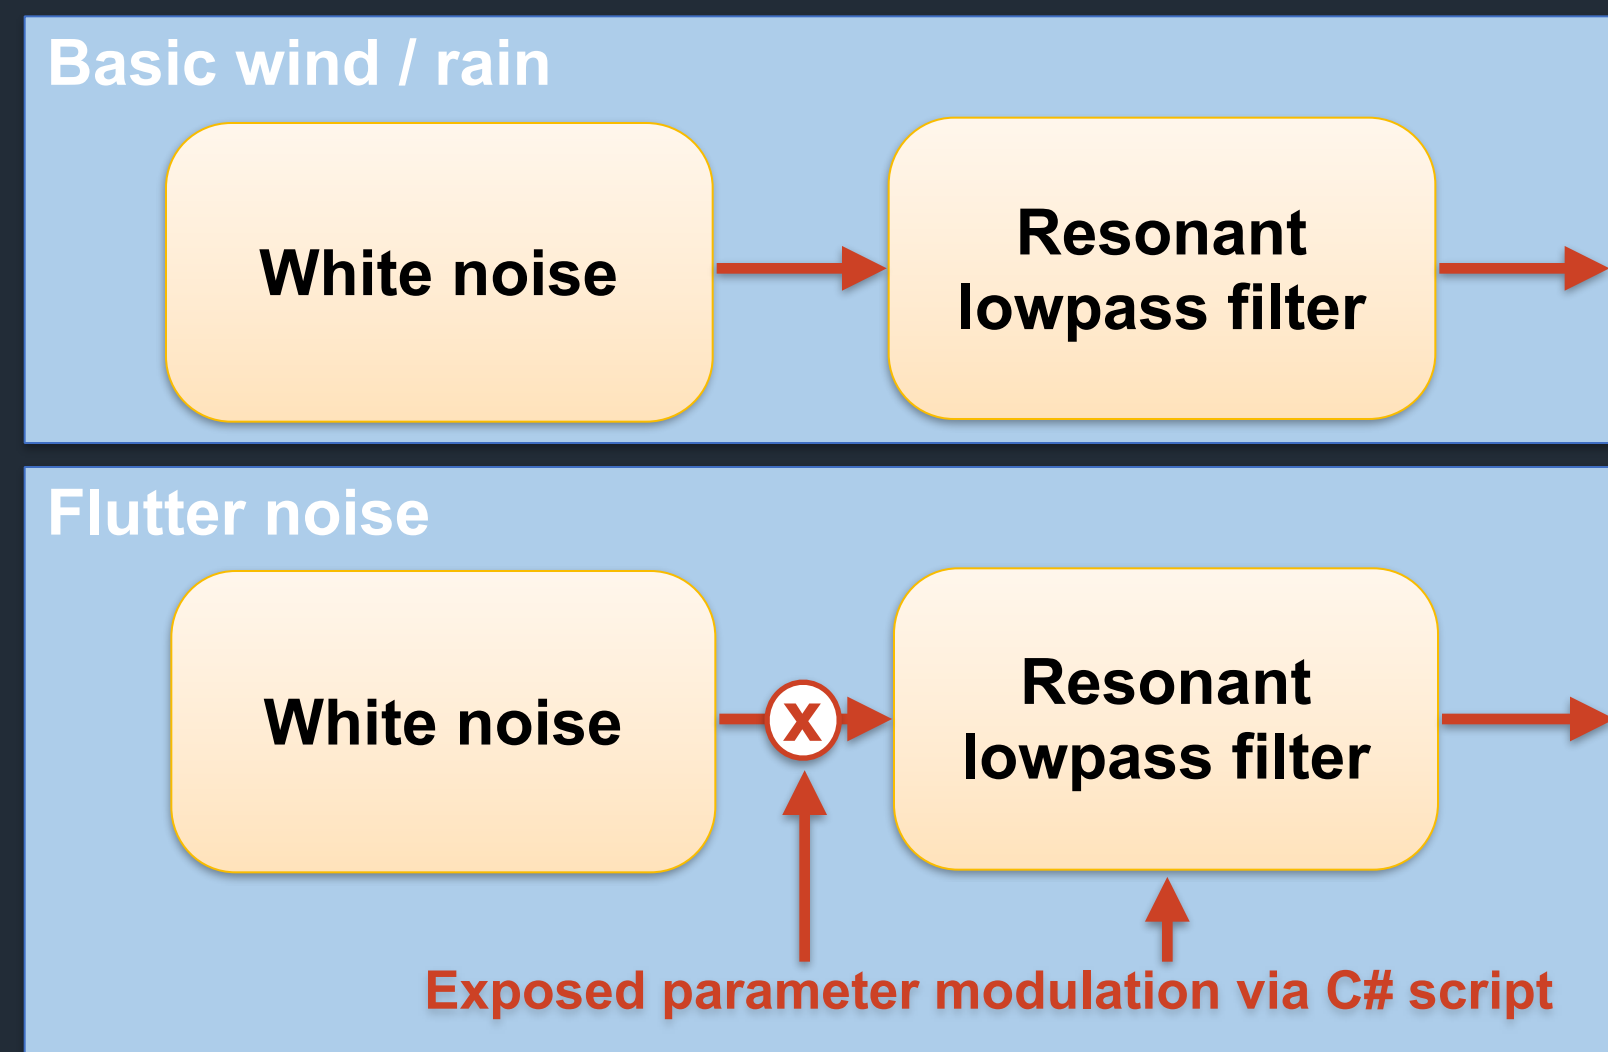 Basic wind / rain
White noise
Resonant
lowpass filter
Flutter noise
White noise
x
Resonant
lowpass filter
Exposed parameter modulation via C# script